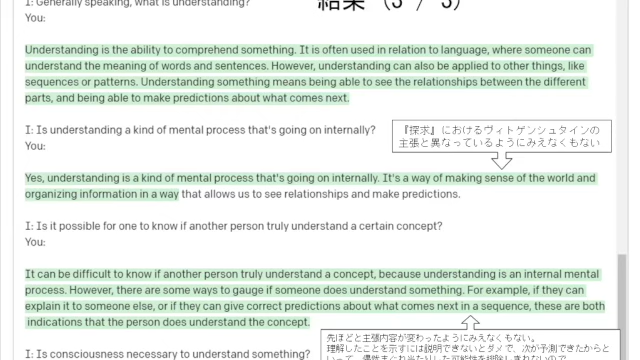 I: Generally speaking, what is understanding?
結果 (3 / 3)
You:
Understanding is the ability to comprehend something. It is often used in relation to language, where someone can
understand the meaning of words and sentences. However, understanding can also be applied to other things, like
sequences or patterns. Understanding something means being able to see the relationships between the different
parts, and being able to make predictions about what comes next.
I: Is understanding a kind of mental process that's going on internally?
You:
『探求』におけるヴィトゲンシュタインの
主張と異なっているようにみえなくもない
Yes, understanding is a kind of mental process that's going on internally. It's a way of making sense of the world and
organizing information in a way that allows us to see relationships and make predictions.
I: Is it possible for one to know if another person truly understand a certain concept?
You:
It can be difficult to know if another person truly understand a concept, because understanding is an internal mental
process. However, there are some ways to gauge if someone does understand something. For example, if they can
explain it to someone else, or if they can give correct predictions about what comes next in a sequence, these are both
indications that the person does understand the concept.
先ほどと主張内容が変わったようにみえなくもない。
理解したことを示すには説明できないとダメで、次が予測できたからと
I: Is consciousness necessary to understand something?